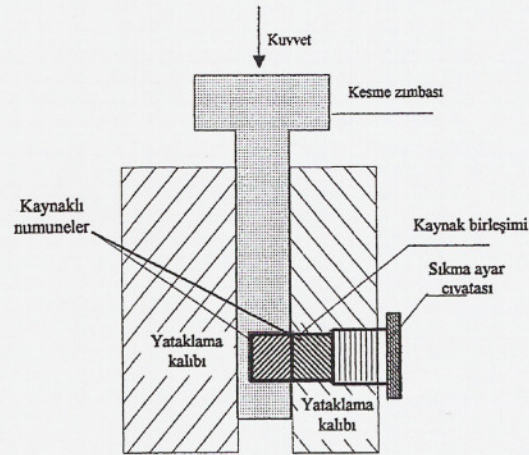 Kuvvet
Kesme zımbası
Kaynaklı
numuneler
Kaynak birleşimi
Sıkma ayar
cıvatası
Yataklama
kalıbı
Yataklama
kalıbı